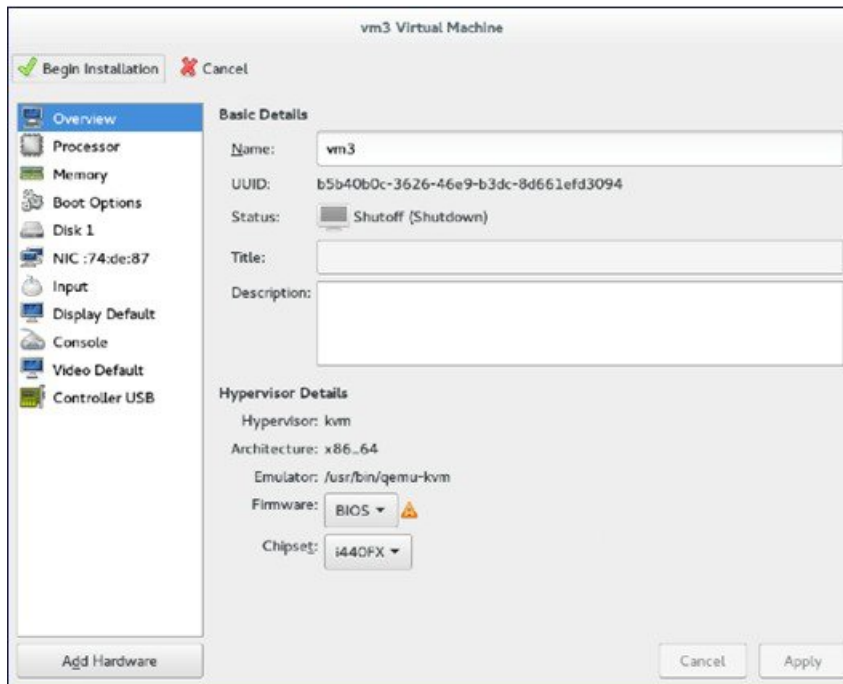 vm3 Virtual Machine
Begin Installation
Cancel
Overview
Processor
Memory
Boot Options
Disk 1
NIC :74:de:87
Input
Display Default
Console
Video Default
Controller USB
Add Hardware
Basic Details
Name: vm3
UUID: b5b40b0c-3626-46e9-b3dc-8d661efd3094
Status: Shutoff (Shutdown)
Title:
Description:
Hypervisor Details
Hypervisor: kvm
Architecture: x86_64
Emulator: /usr/bin/qemu-kvm
Firmware: BIOS
Chipset: i440FX
Cancel
Apply